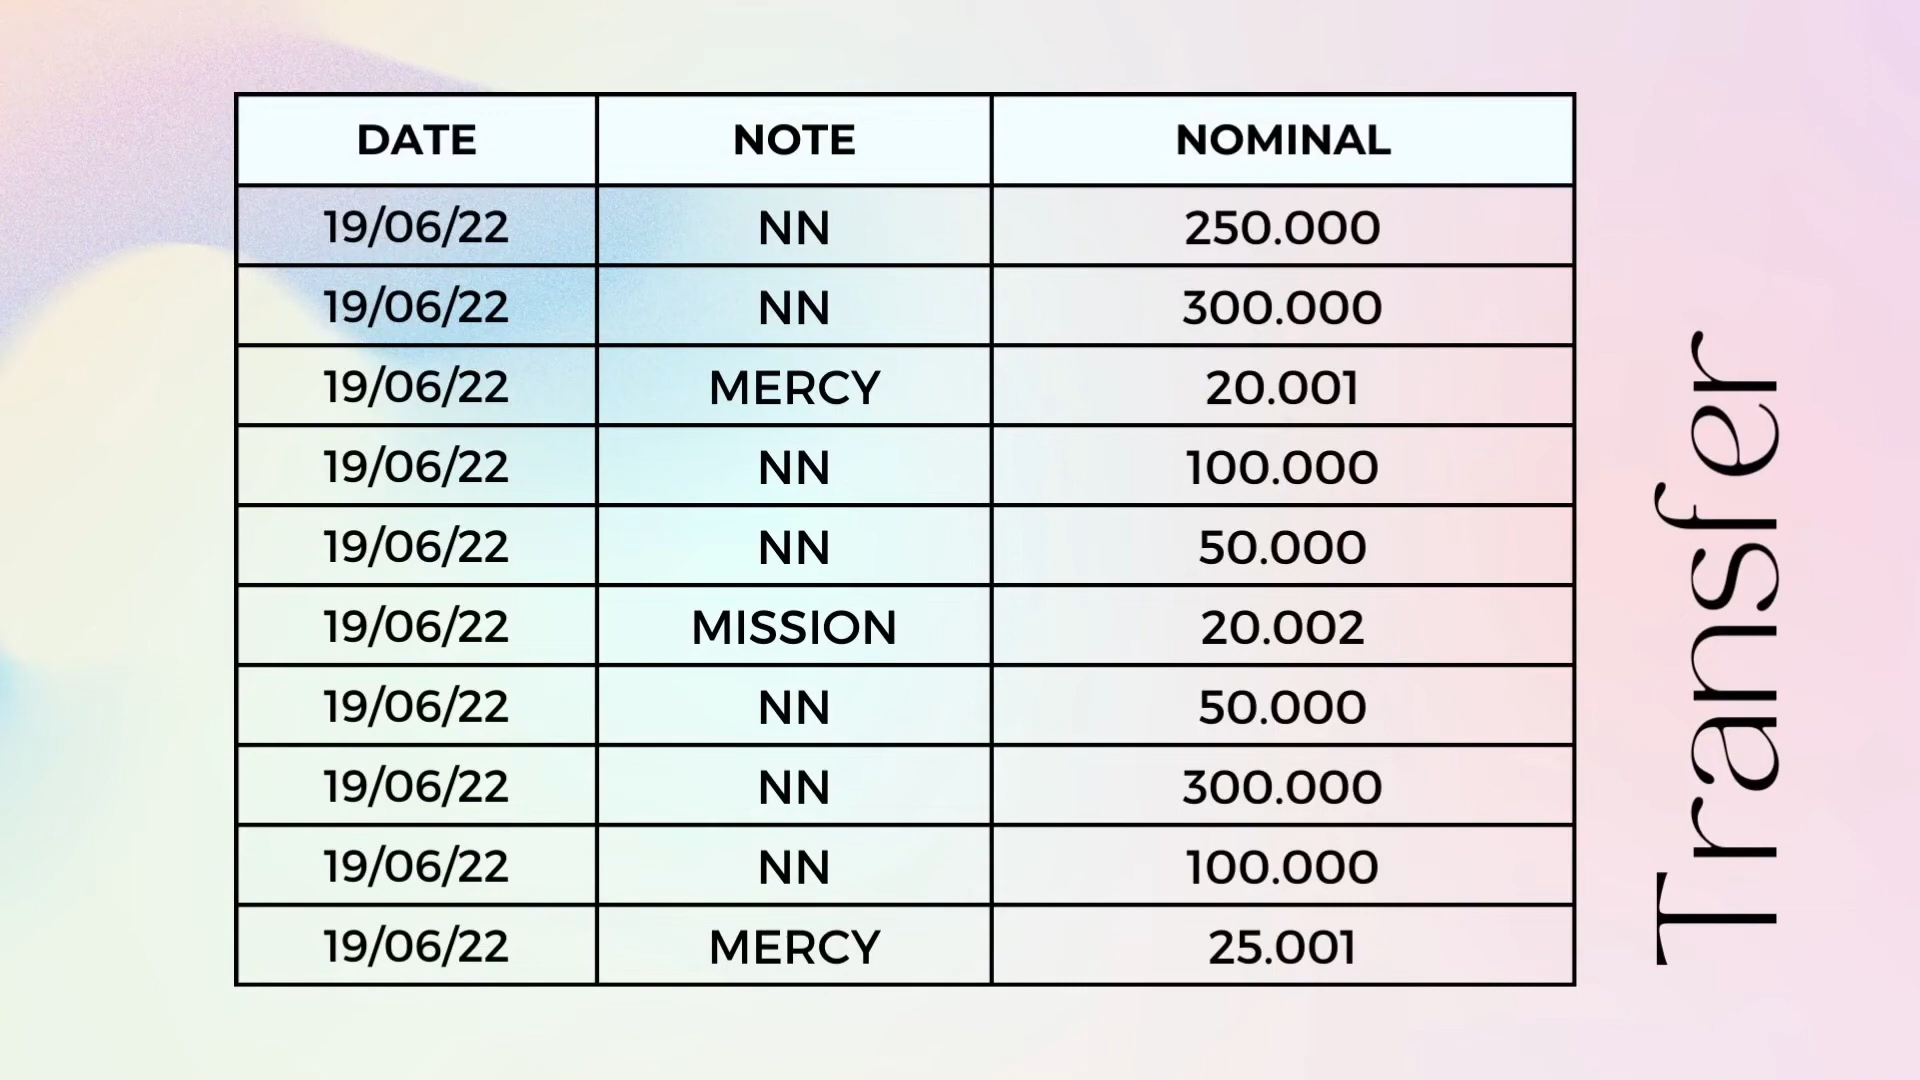 DATE NOTE NOMINAL
19/06/22 NN 250.000
19/06/22 NN 300.000
19/06/22 MERCY 20.001
19/06/22 NN 100.000
19/06/22 NN 50.000
19/06/22 MISSION 20.002
19/06/22 NN 50.000
19/06/22 NN 300.000
19/06/22 NN 100.000
19/06/22 MERCY 25.001
Transfer